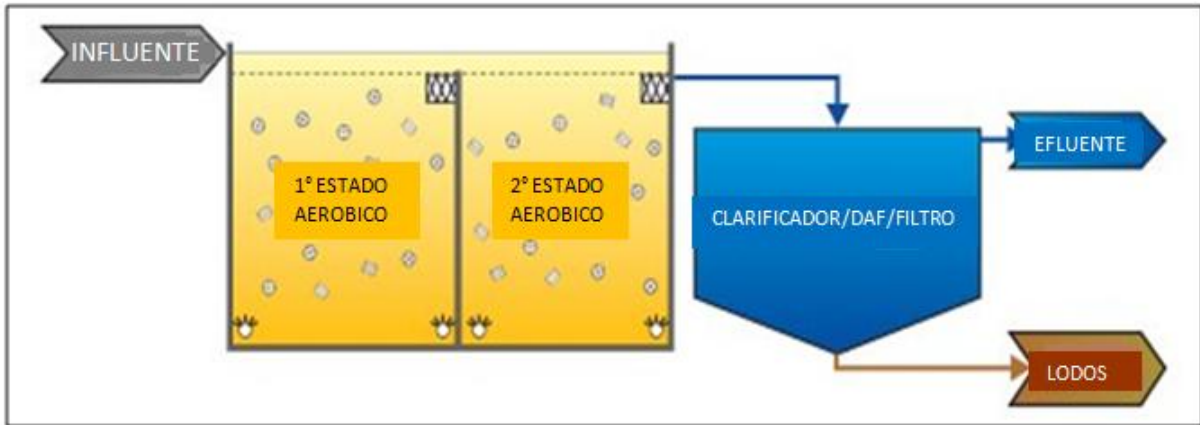 INFLUENTE
1° ESTADO
AEROBICO
2° ESTADO
AEROBICO
CLARIFICADOR/DAF/FILTRO
EFLUENTE
LODOS